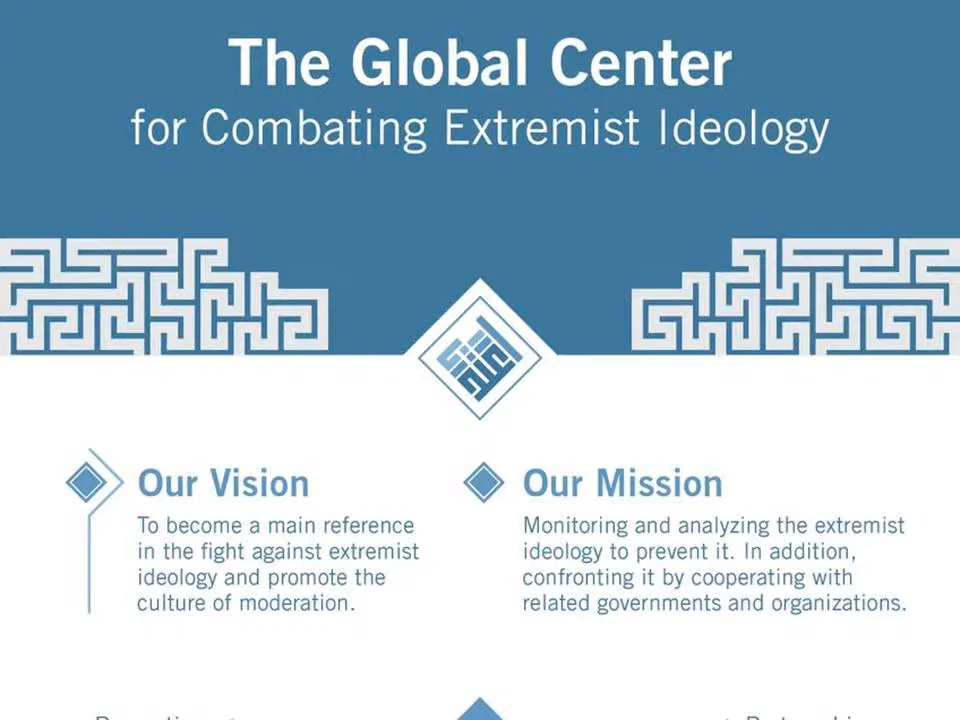 The Global Center
for Combating Extremist Ideology
Our Vision
To become a main reference
in the fight against extremist
ideology and promote the
culture of moderation.
Our Mission
Monitoring and analyzing the extremist
ideology to prevent it. In addition,
confronting it by cooperating with
related governments and organizations.